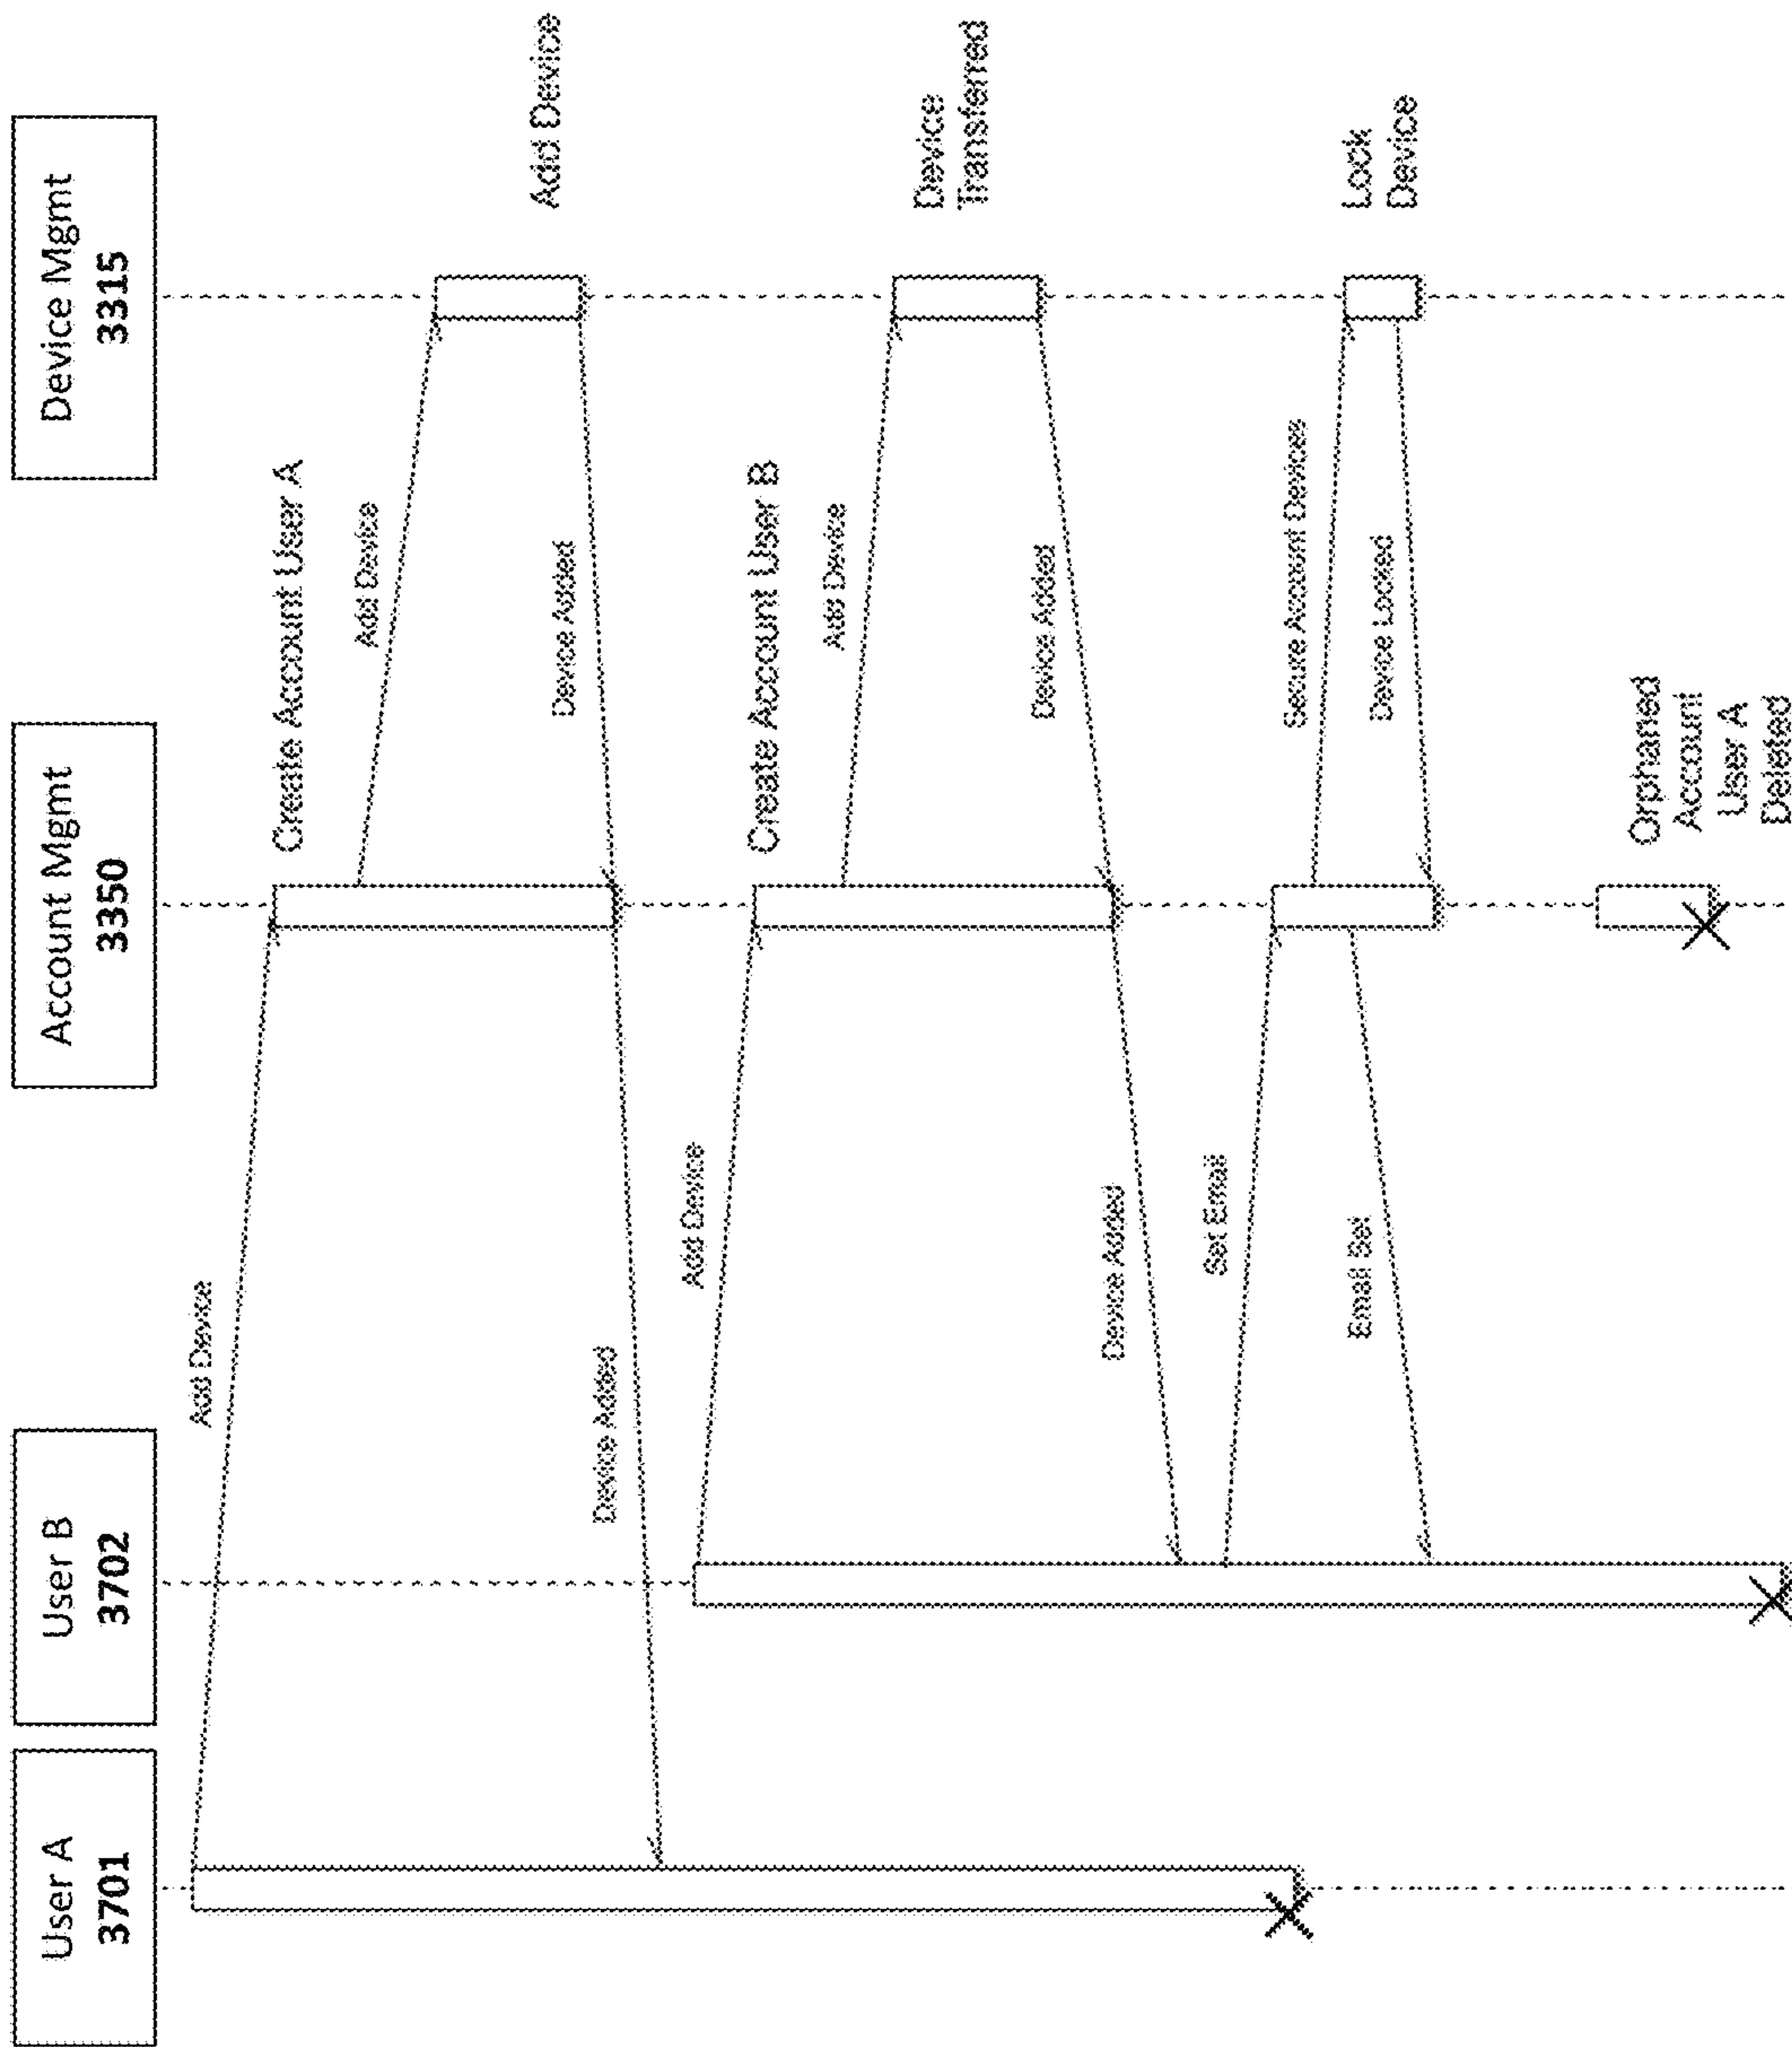 User A
3701
User B
3702
Account Mgmt
3350
Device Mgmt
3315
Add Device
Create Account User A
Add Device
Add Device
Device Added
Device Added
Add Device
Create Account User B
Add Device
Device
Transferred
Device Added
Device Added
Set Email
Secure Account Devices
Lock
Device
Email Set
Device Locked
Orphaned
Account
User A
Deleted